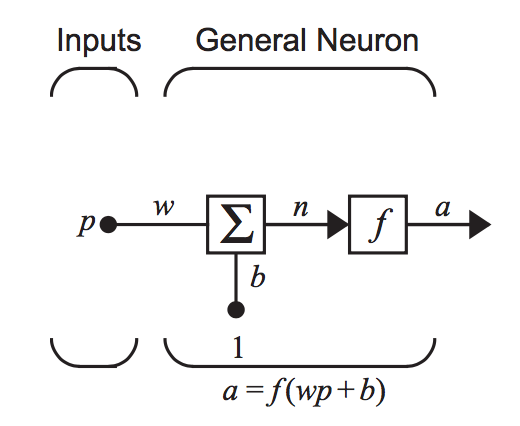 Inputs General Neuron
p w Σ n f a
b
1
a = f(wp + b)